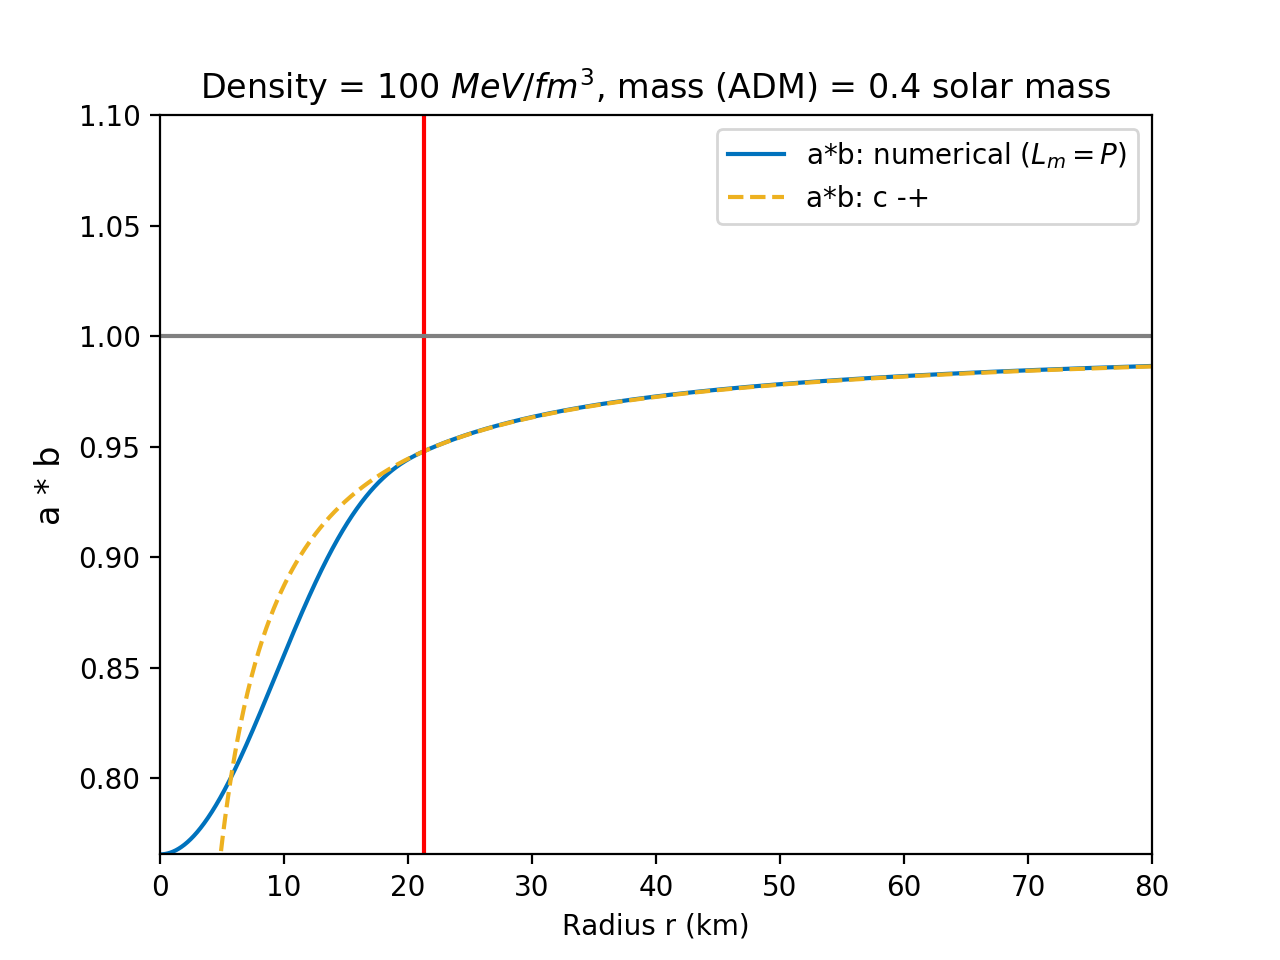 Density = 100 MeV/fm³, mass (ADM) = 0.4 solar mass
1.10
1.05
1.00
0.95
0.90
0.85
0.80
a * b
a*b: numerical (Lₘ = P)
a*b: c -+
0 10 20 30 40 50 60 70 80
Radius r (km)